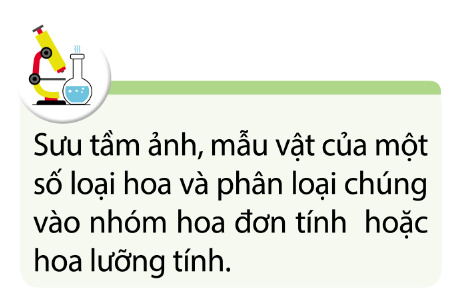 Sưu tầm ảnh, mẫu vật của một
số loại hoa và phân loại chúng
vào nhóm hoa đơn tính hoặc
hoa lưỡng tính.